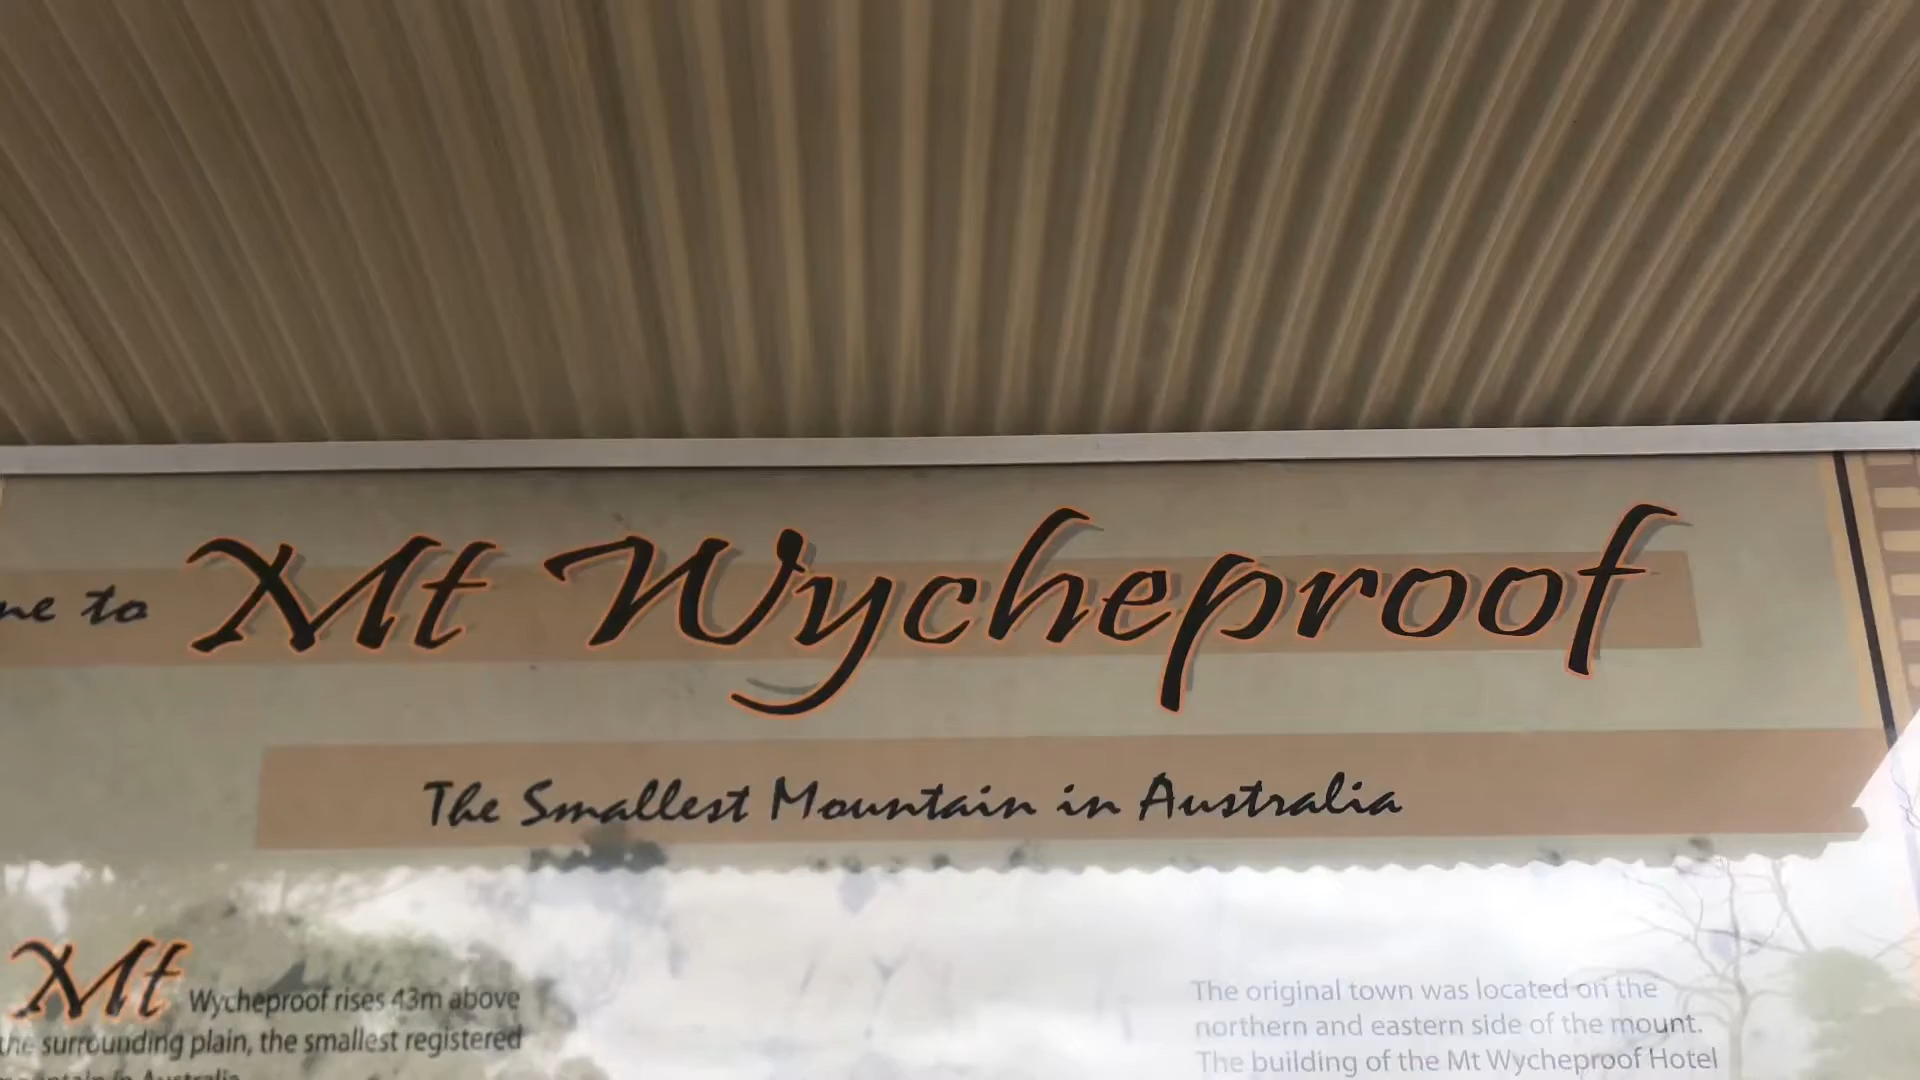 to Mt Wycheproof
The Smallest Mountain in Australia
Mt Wycheproof rises 43m above
the surrounding plain, the smallest registered
in Australia
The original town was located on the
northern and eastern side of the mount.
The building of the Mt Wycheproof Hotel